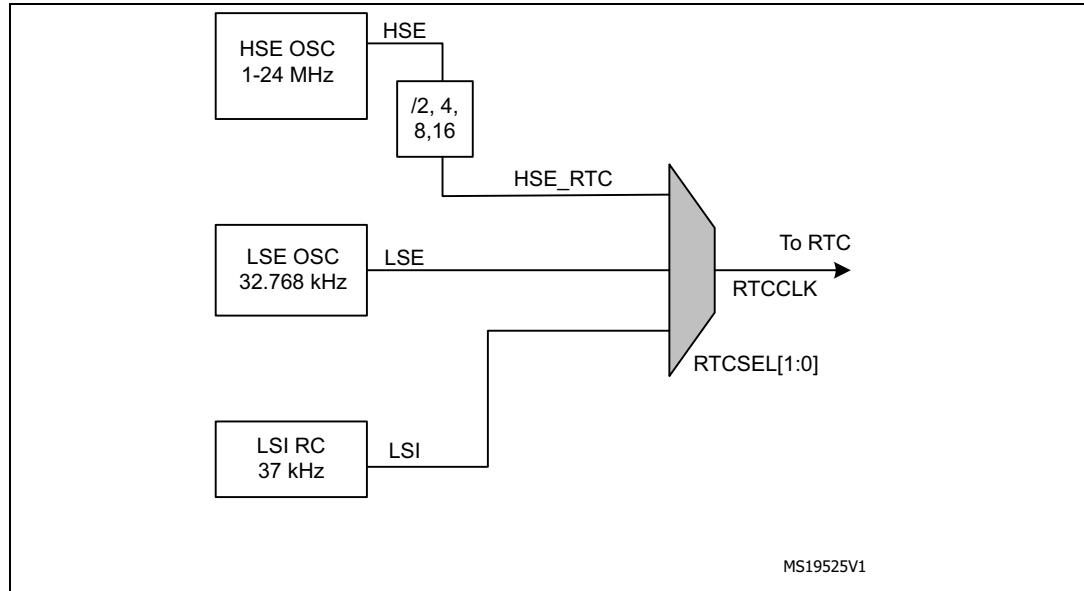 HSE OSC
1-24 MHz
HSE
/2, 4,
8,16
HSE_RTC
LSE OSC
32.768 kHz
LSE
To RTC
RTCCLK
RTCSEL[1:0]
LSI RC
37 kHz
LSI
MS19525V1